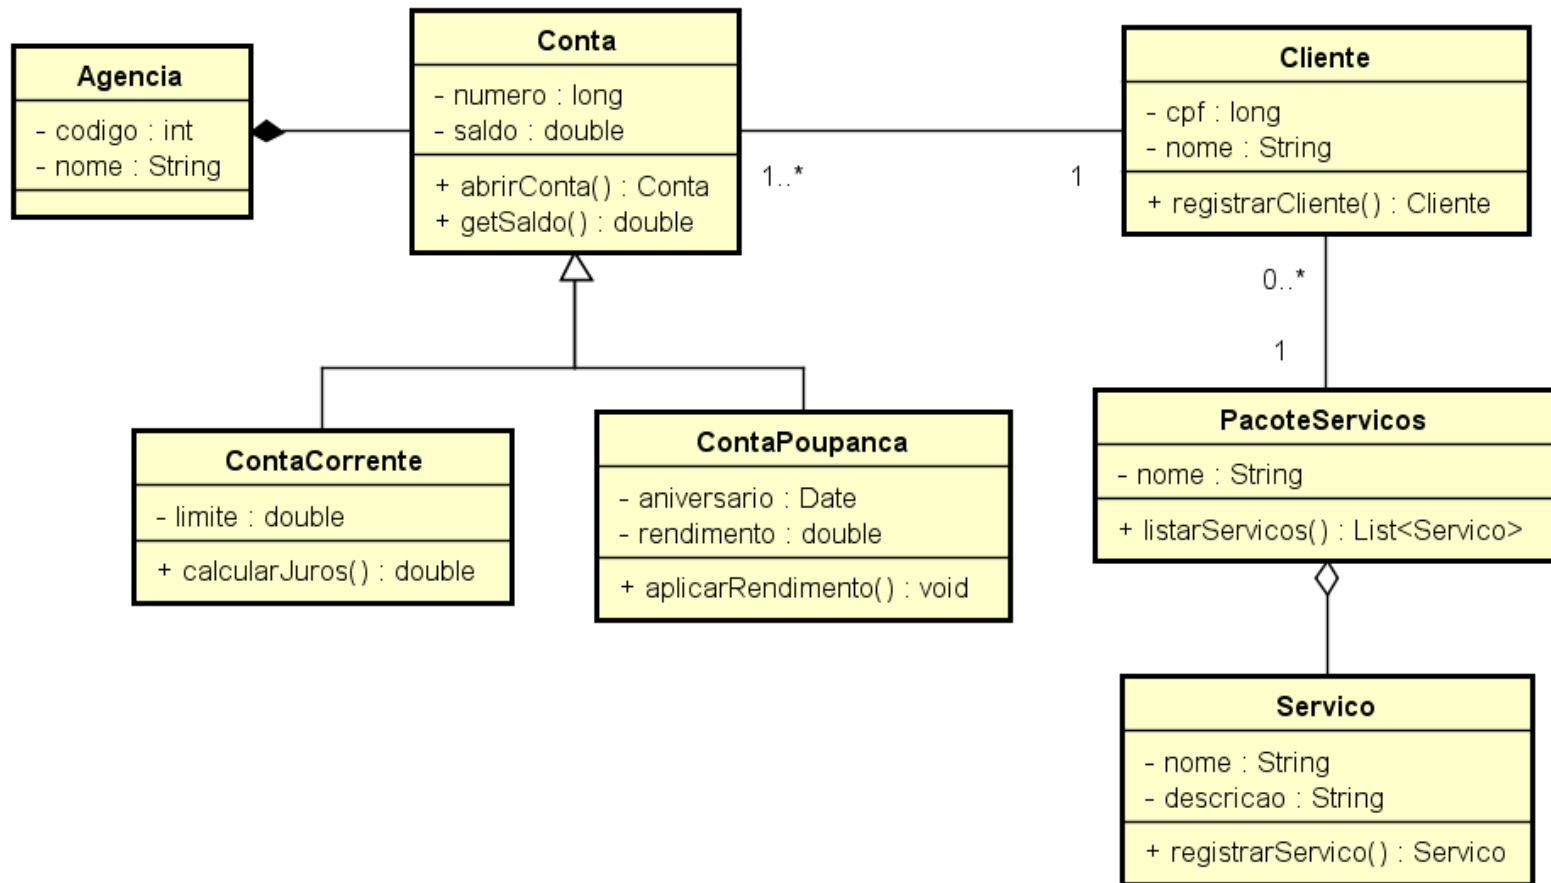 Agencia
- codigo : int
- nome : String
Conta
- numero : long
- saldo : double
+ abrirConta() : Conta
+ getSaldo() : double
1..*
1
Cliente
- cpf : long
- nome : String
+ registrarCliente() : Cliente
0..*
1
ContaCorrente
- limite : double
+ calcularJuros() : double
ContaPoupanca
- aniversario : Date
- rendimento : double
+ aplicarRendimento() : void
PacoteServicos
- nome : String
+ listarServicos() : List<Servico>
Servico
- nome : String
- descricao : String
+ registrarServico() : Servico